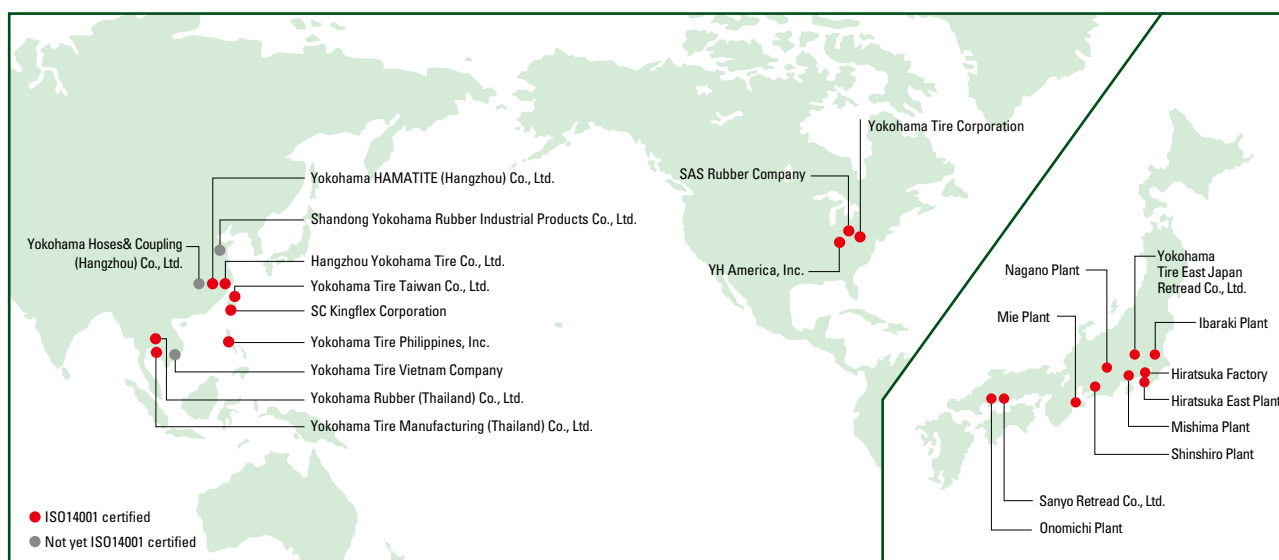 Yokohama Tire Corporation
SAS Rubber Company
Yokohama HAMATITE (Hangzhou) Co., Ltd.
Shandong Yokohama Rubber Industrial Products Co., Ltd.
Yokohama Hoses& Coupling
(Hangzhou) Co., Ltd.
Hangzhou Yokohama Tire Co., Ltd.
Yokohama Tire Taiwan Co., Ltd.
SC Kingflex Corporation
Yokohama Tire Philippines, Inc.
Yokohama Tire Vietnam Company
Yokohama Rubber (Thailand) Co., Ltd.
Yokohama Tire Manufacturing (Thailand) Co., Ltd.
YH America, Inc.
Nagano Plant
Yokohama
Tire East Japan
Retread Co., Ltd.
Mie Plant
Ibaraki Plant
Hiratsuka Factory
Hiratsuka East Plant
Mishima Plant
Shinshiro Plant
Sanyo Retread Co., Ltd.
Onomichi Plant
ISO14001 certified
Not yet ISO14001 certified